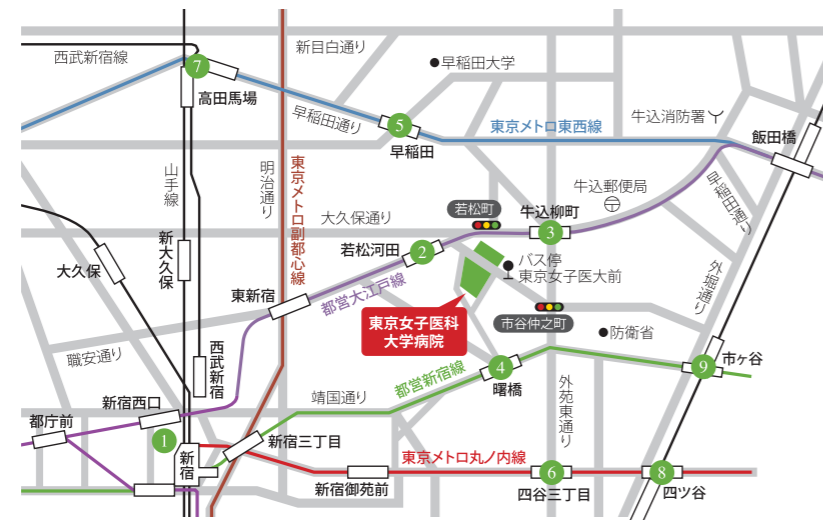 西武新宿線
新目白通り
早稲田大学
7
高田馬場
早稲田通り
5
早稲田
東京メトロ東西線
牛込消防署
飯田橋
山手線
明治通り
東京メトロ副都心線
大久保通り
若松町
牛込柳町
3
牛込郵便局
早稲田通り
大久保
新大久保
若松河田
2
バス停
東京女子医大前
外堀通り
東新宿
都営大江戸線
東京女子医科
大学病院
市谷仲之町
防衛省
職安通り
西武新宿
都営新宿線
4
曙橋
9
市ヶ谷
新宿西口
靖国通り
外苑東通り
都庁前
1
新宿
新宿三丁目
東京メトロ丸ノ内線
新宿御苑前
6
四谷三丁目
8
四ツ谷